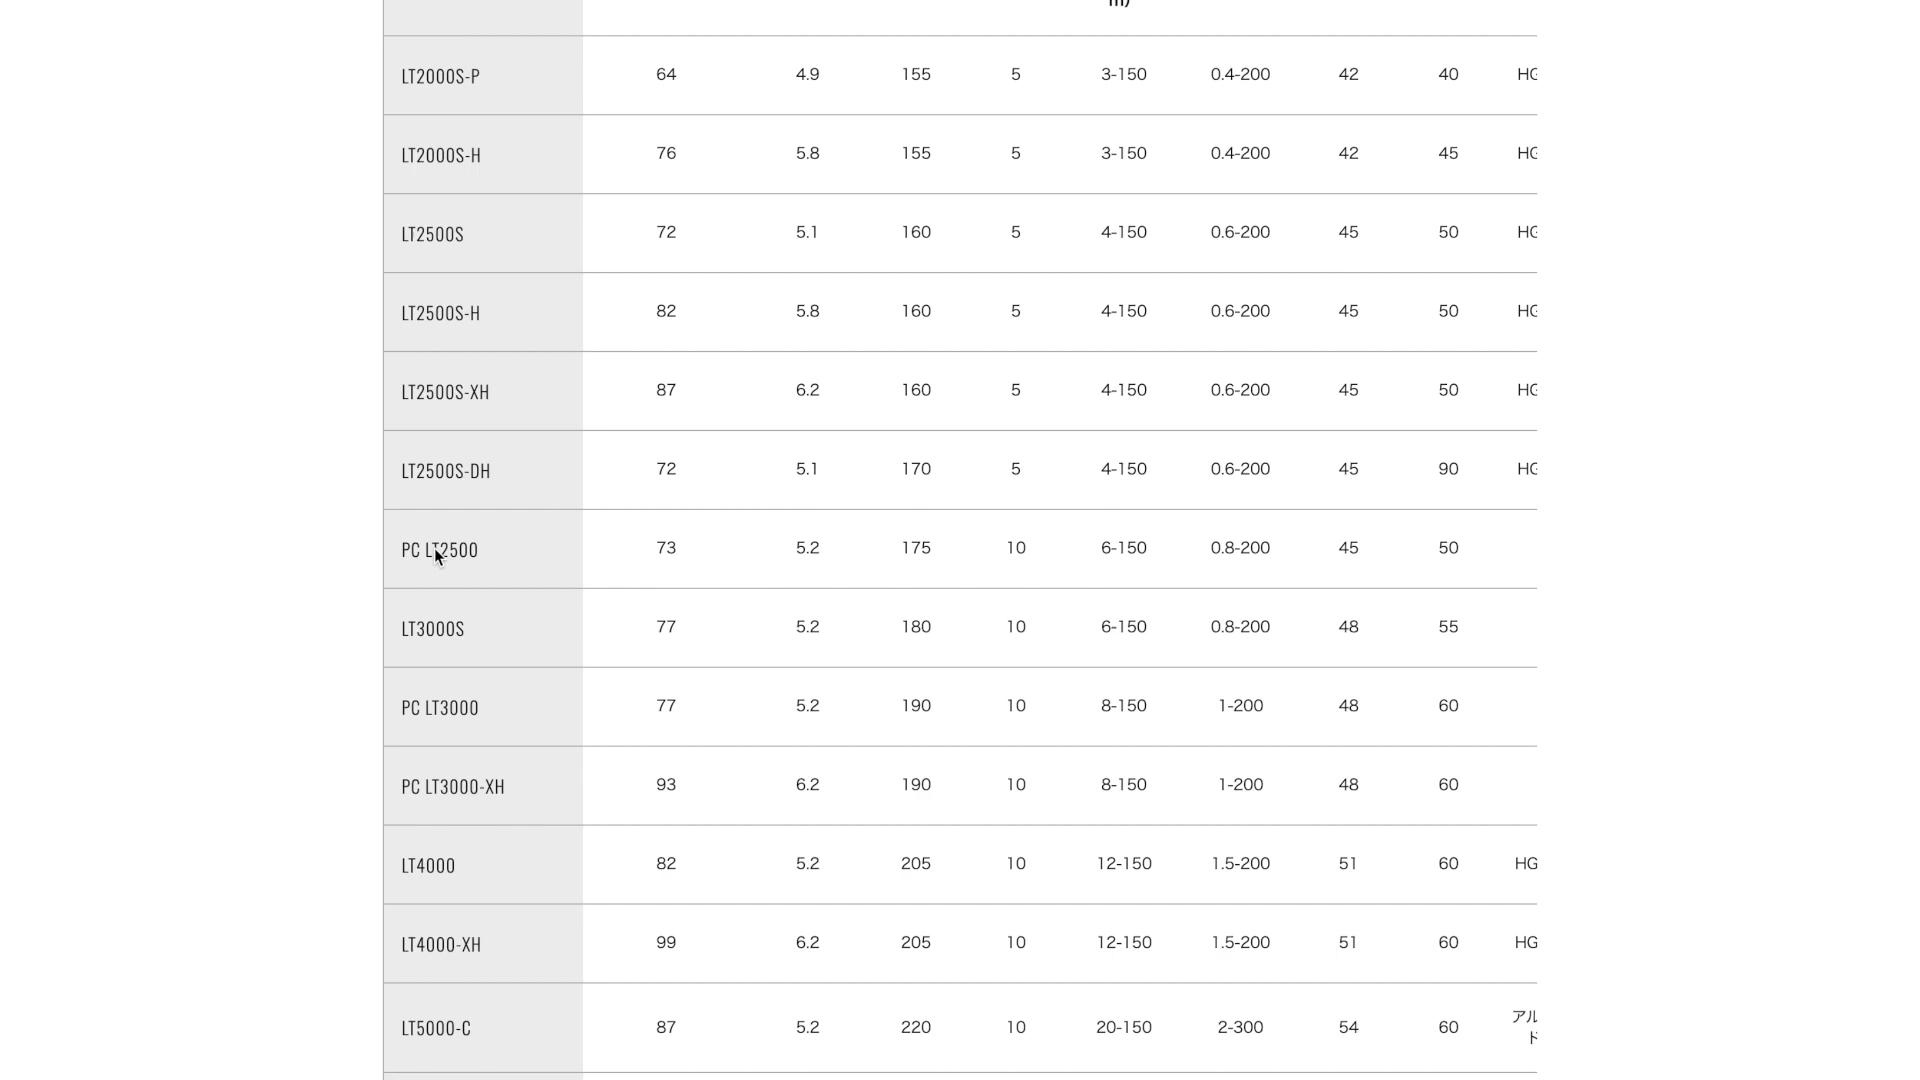 m)
LT2000S-P 64 4.9 155 5 3-150 0.4-200 42 40 HG
LT2000S-H 76 5.8 155 5 3-150 0.4-200 42 45 HG
LT2500S 72 5.1 160 5 4-150 0.6-200 45 50 HG
LT2500S-H 82 5.8 160 5 4-150 0.6-200 45 50 HG
LT2500S-XH 87 6.2 160 5 4-150 0.6-200 45 50 HG
LT2500S-DH 72 5.1 170 5 4-150 0.6-200 45 90 HG
PC LT2500 73 5.2 175 10 6-150 0.8-200 45 50
LT3000S 77 5.2 180 10 6-150 0.8-200 48 55
PC LT3000 77 5.2 190 10 8-150 1-200 48 60
PC LT3000-XH 93 6.2 190 10 8-150 1-200 48 60
LT4000 82 5.2 205 10 12-150 1.5-200 51 60 HG
LT4000-XH 99 6.2 205 10 12-150 1.5-200 51 60 HG
LT5000-C 87 5.2 220 10 20-150 2-300 54 60 アル
ド